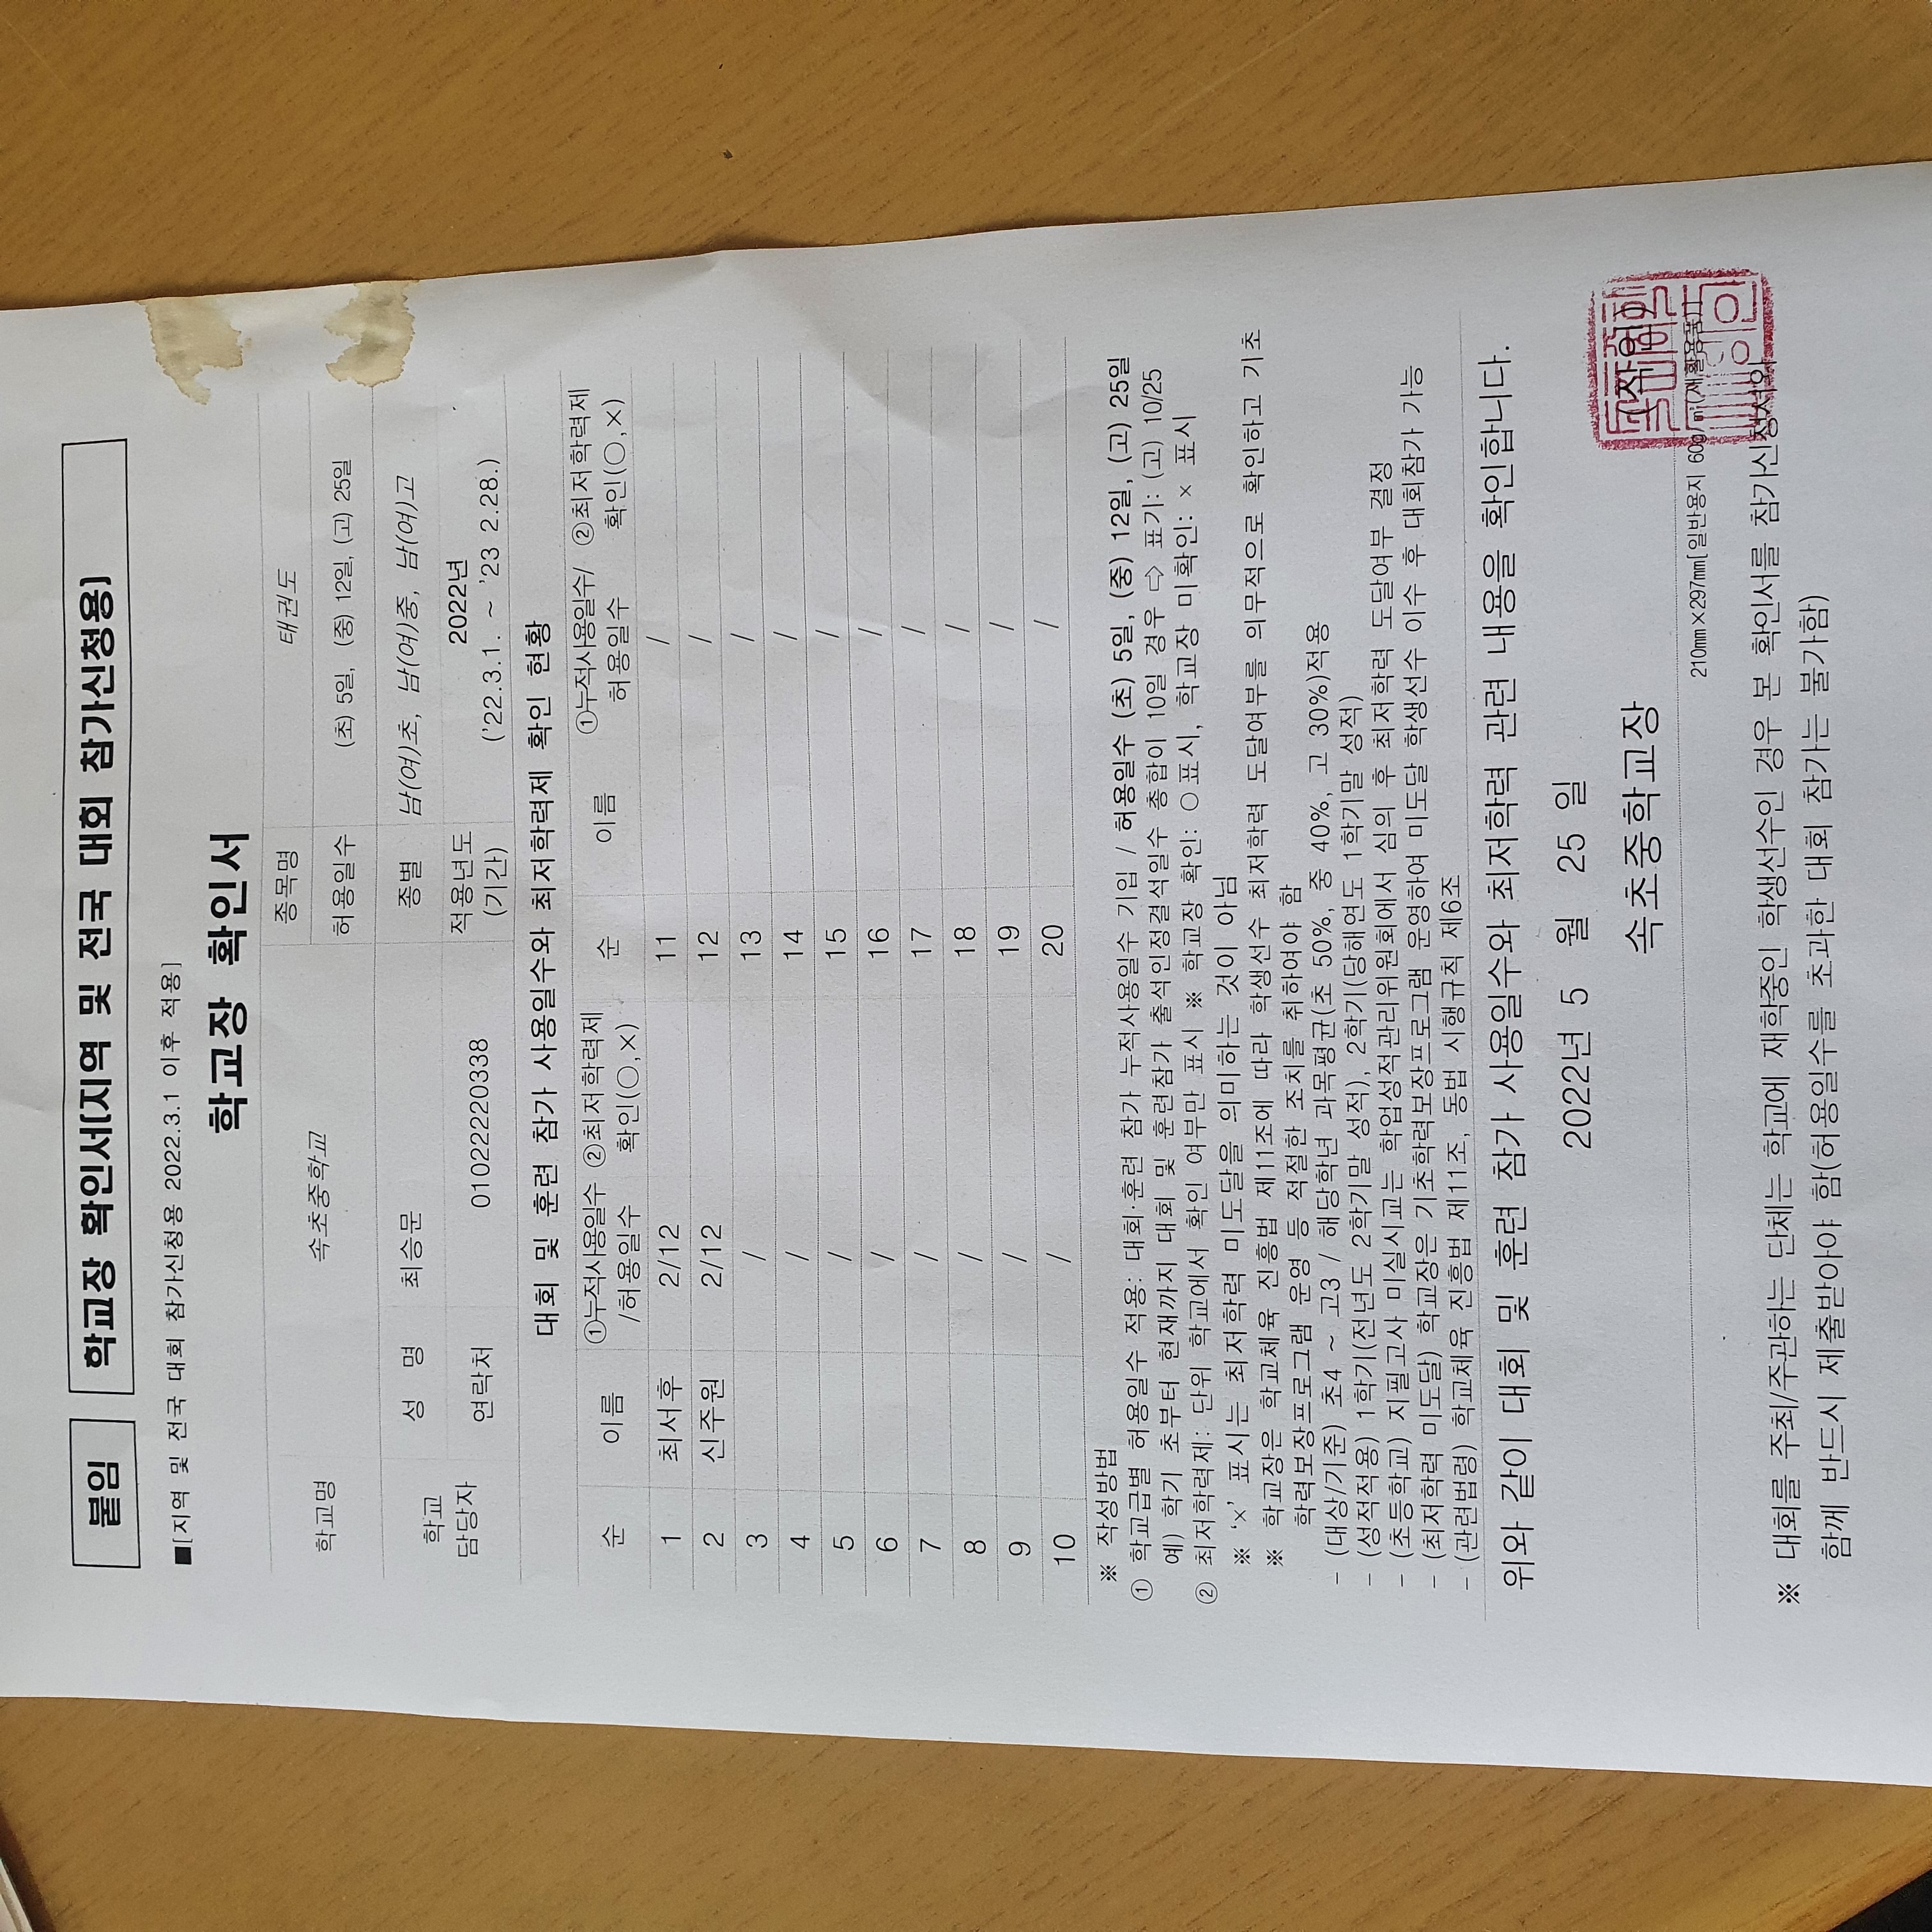 붙임
학교장 확인서(지역 및 전국 대회 참가신청용)
■[지역 및 전국 대회 참가신청용 2022.3.1 이후 적용]
학교장 확인서
학교명 속초중학교 종목명 태권도
허용일수 (초) 5일, (중) 12일, (고) 25일
학교 담당자 성 명 최승문 종별 남(여)초, 남(여)중, 남(여)고
연락처 01022220338 적용년도 (기간) 2022년
('22.3.1. ~ '23 2.28.)
대회 및 훈련 참가 사용일수와 최저학력제 확인 현황
순 이름 ①누적사용일수 /허용일수 ②최저학력제 확인(○,×) 순 이름 ①누적사용일수/ 허용일수 ②최저학력제 확인(○,×)
1 최서후 2/12 11 /
2 신주원 2/12 12 /
3 / 13 /
4 / 14 /
5 / 15 /
6 / 16 /
7 / 17 /
8 / 18 /
9 / 19 /
10 / 20 /
※ 작성방법
① 학교급별 허용일수 적용: 대회·훈련 참가 누적사용일수 기입 / 허용일수 (초) 5일, (중) 12일, (고) 25일
예) 학기 초부터 현재까지 대회 및 훈련참가 출석인정결석일수 총합이 10일 경우 ⇨ 표기: (고) 10/25
② 최저학력제: 단위 학교에서 확인 여부만 표시 ※ 학교장 확인: ○표시, 학교장 미확인: × 표시
※ '×' 표시는 최저학력 미도달을 의미하는 것이 아님
※ 학교장은 학교체육 진흥법 제11조에 따라 학생선수 최저학력 도달여부를 의무적으로 확인하고 기초
학력보장프로그램 운영 등 적절한 조치를 취하여야 함
- (대상/기준) 초4 ~ 고3 / 해당학년 과목평균(초 50%, 중 40%, 고 30%)적용
- (성적적용) 1학기(전년도 2학기말 성적), 2학기(당해연도 1학기말 성적)
- (초등학교) 지필고사 미실시교는 학업성적관리위원회에서 심의 후 최저학력 도달여부 결정
- (최저학력 미도달) 학교장은 기초학력보장프로그램 운영하여 미도달 학생선수 이수 후 대회참가 가능
- (관련법령) 학교체육 진흥법 제11조, 동법 시행규칙 제6조
위와 같이 대회 및 훈련 참가 사용일수와 최저학력 관련 내용을 확인합니다.
2022년 5 월 25 일
속초중학교장 (직인)
210㎜×297㎜[일반용지 60g/㎡(재활용품)]
※ 대회를 주최/주관하는 단체는 학교에 재학중인 학생선수인 경우 본 확인서를 참가신청서와
함께 반드시 제출받아야 함(허용일수를 초과한 대회 참가는 불가함)